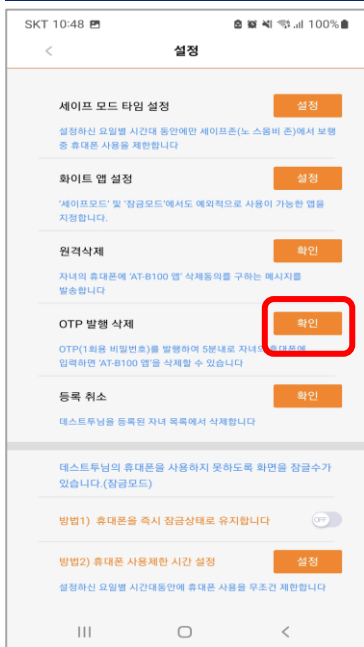 SKT 10:48 100%
설정
세이프 모드 타임 설정 설정
설정하신 요일별 시간대 동안에만 세이프존(노 스몸비 존)에서 보행
중 휴대폰 사용을 제한합니다
화이트 앱 설정 설정
'세이프모드' 및 '잠금모드'에서도 예외적으로 사용이 가능한 앱을
지정합니다.
원격삭제 확인
자녀의 휴대폰에 'AT-B100 앱' 삭제동의를 구하는 메시지를
발송합니다
OTP 발행 삭제 확인
OTP(1회용 비밀번호)를 발행하여 5분내로 자녀의 휴대폰에
입력하면 'AT-B100 앱'을 삭제할 수 있습니다
등록 취소 확인
테스트투님을 등록된 자녀 목록에서 삭제합니다
테스트투님의 휴대폰을 사용하지 못하도록 화면을 잠글수가
있습니다.(잠금모드)
방법1) 휴대폰을 즉시 잠금상태로 유지합니다 OFF
방법2) 휴대폰 사용제한 시간 설정 설정
설정하신 요일별 시간대동안에 휴대폰 사용을 무조건 제한합니다